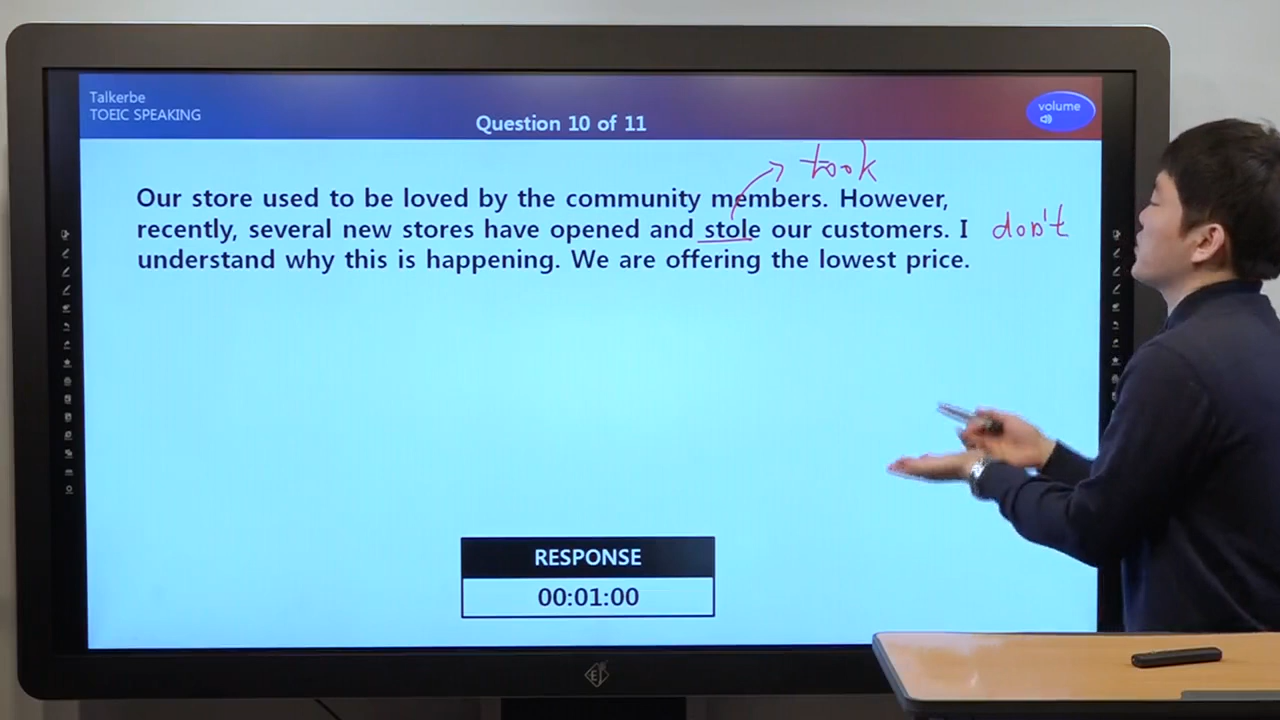 Talkerbe
TOEIC SPEAKING
Question 10 of 11
volume
took
Our store used to be loved by the community members. However,
recently, several new stores have opened and stole our customers. I don't
understand why this is happening. We are offering the lowest price.
RESPONSE
00:01:00